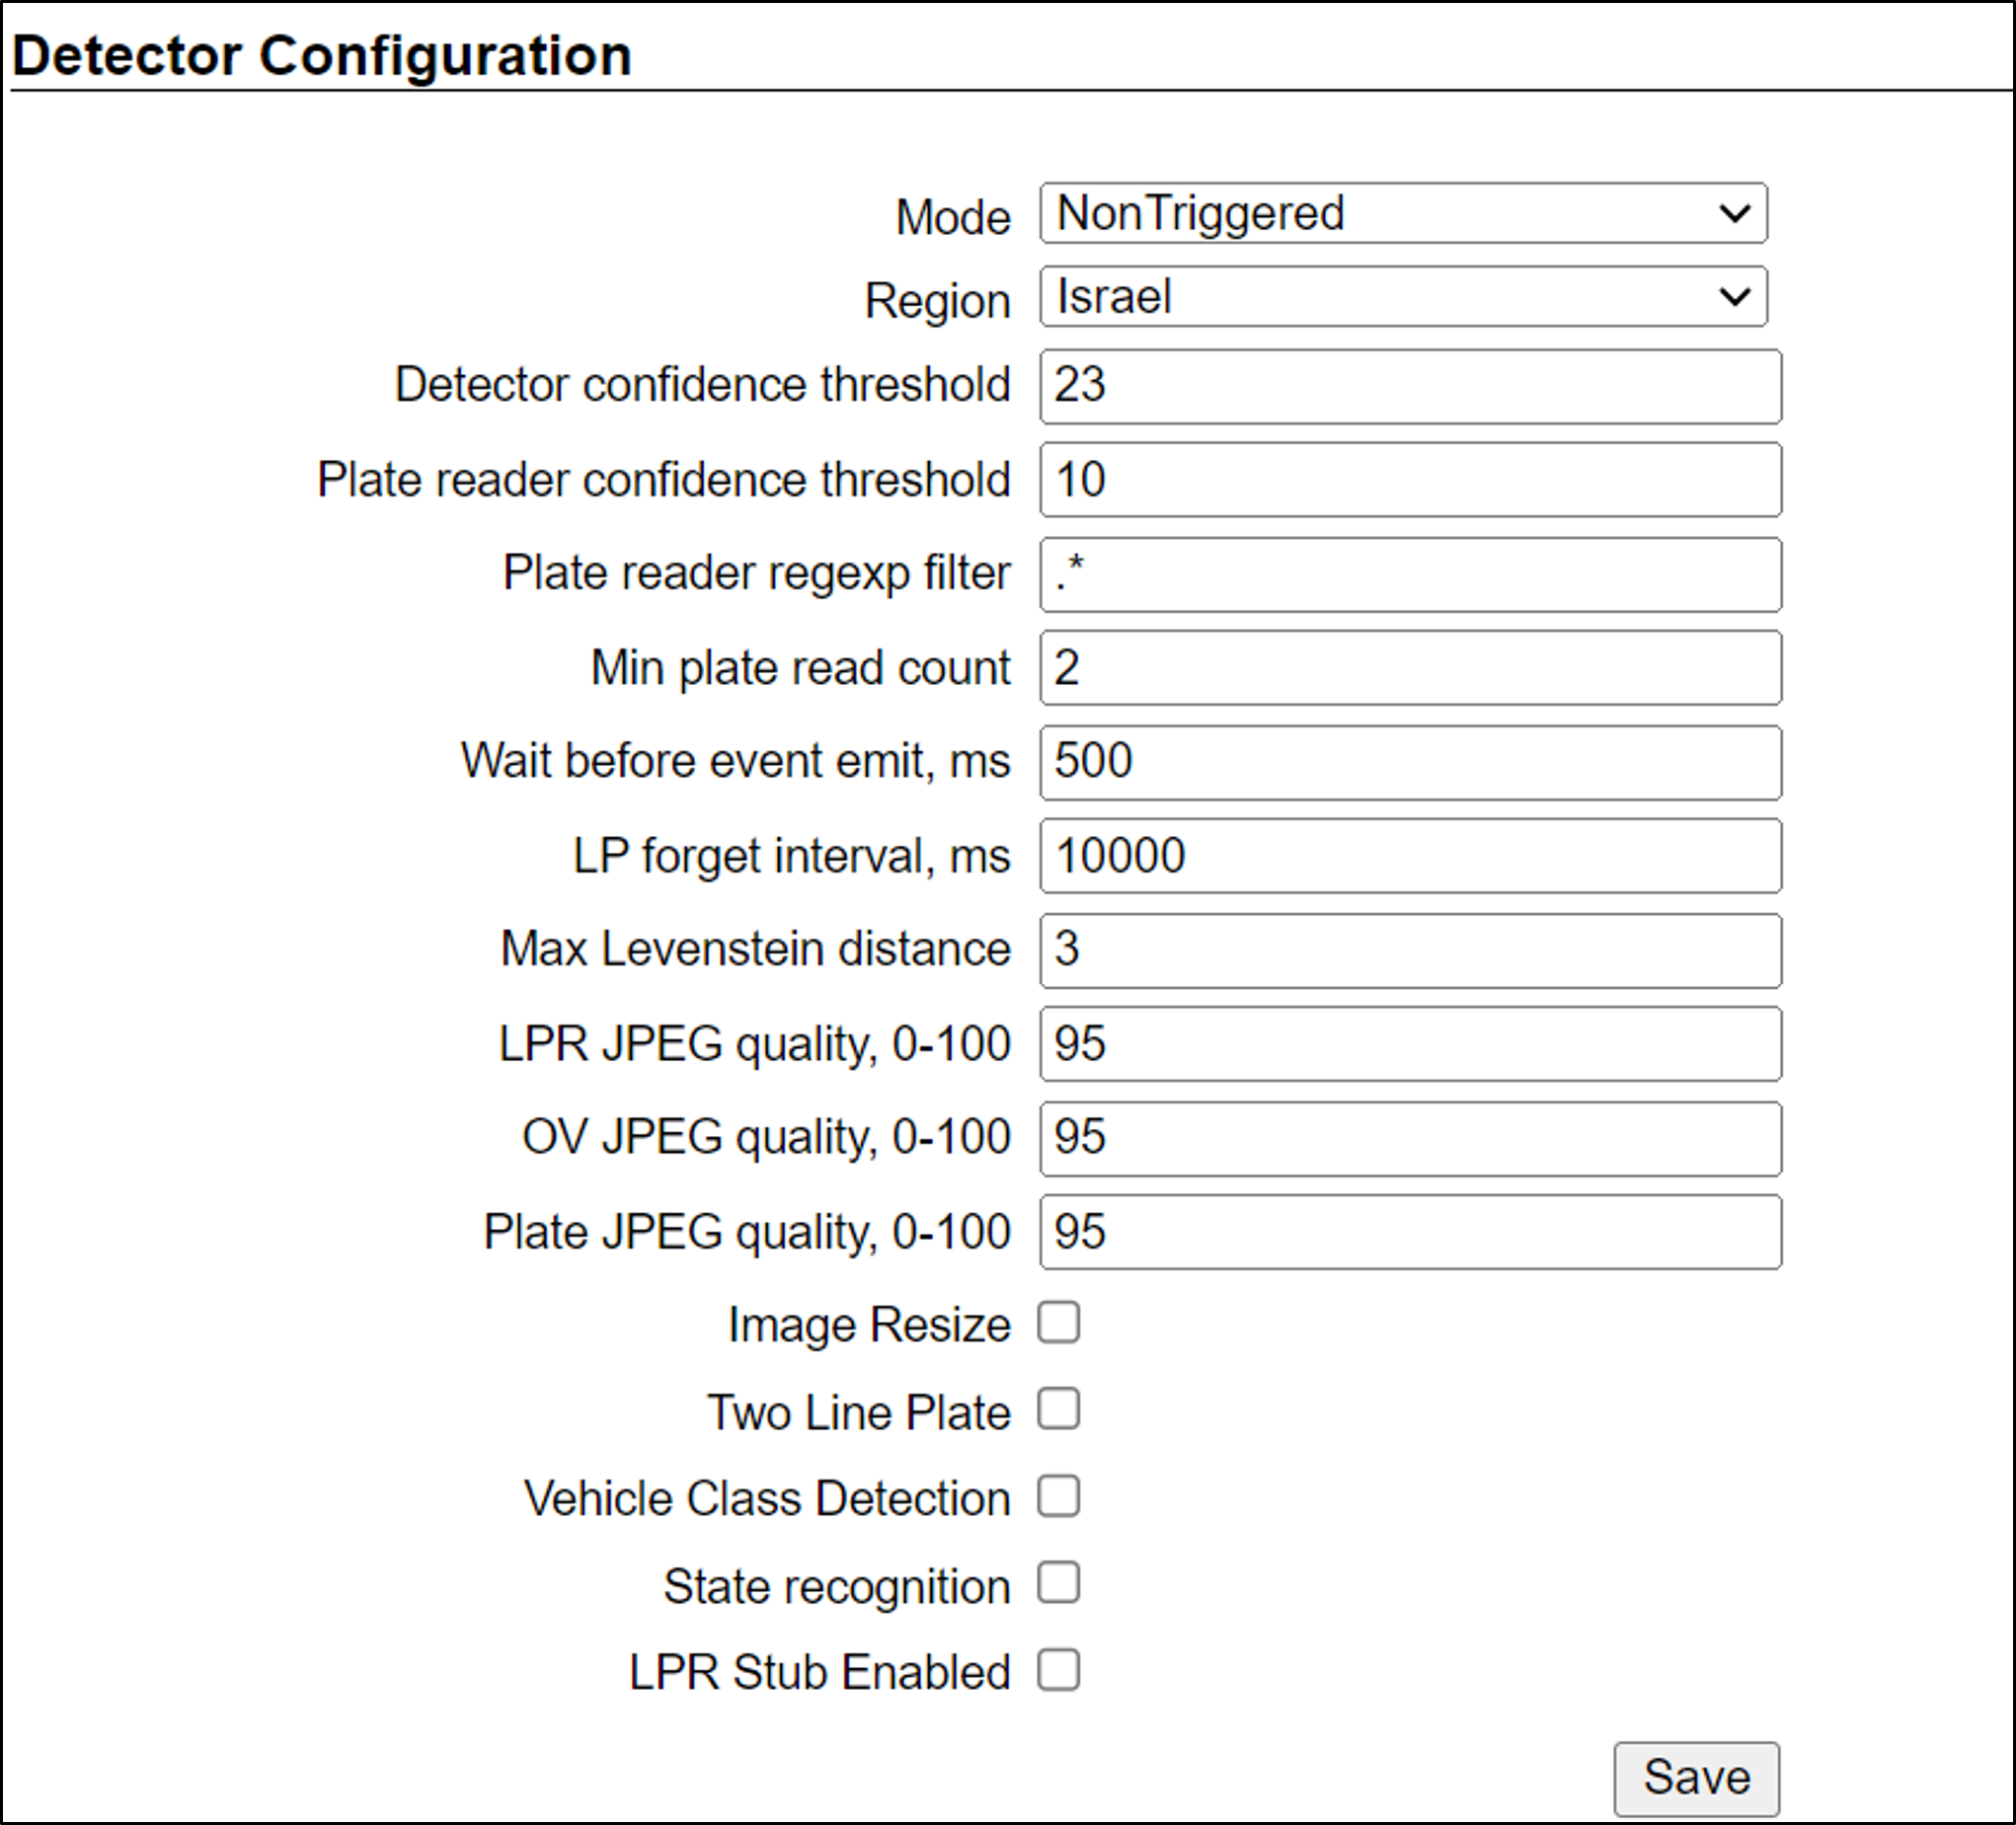 Detector Configuration
Mode NonTriggered
Region Israel
Detector confidence threshold 23
Plate reader confidence threshold 10
Plate reader regexp filter .*
Min plate read count 2
Wait before event emit, ms 500
LP forget interval, ms 10000
Max Levenstein distance 3
LPR JPEG quality, 0-100 95
OV JPEG quality, 0-100 95
Plate JPEG quality, 0-100 95
Image Resize
Two Line Plate
Vehicle Class Detection
State recognition
LPR Stub Enabled
Save